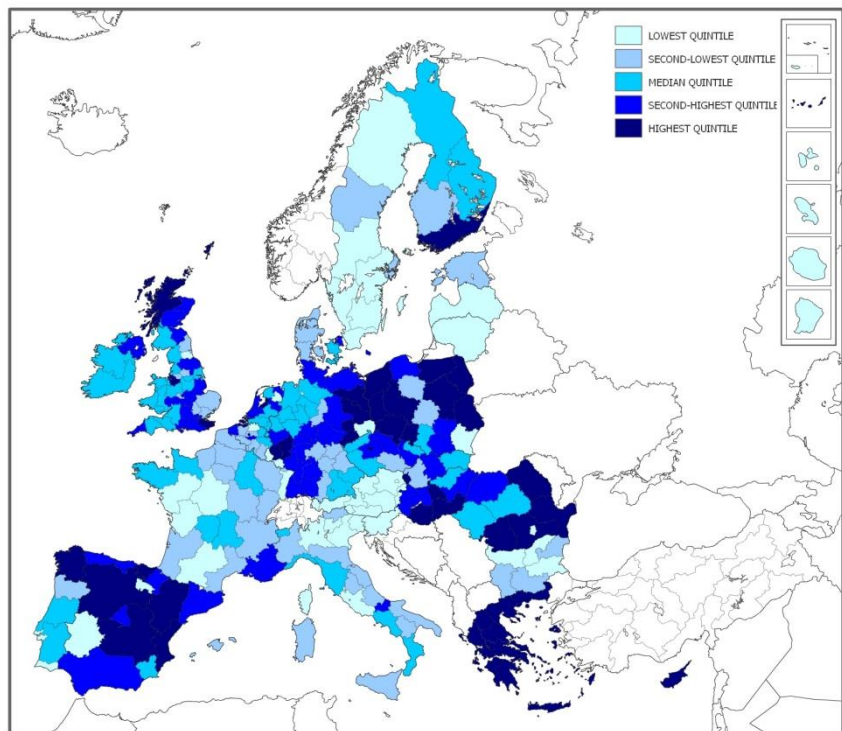 LOWEST QUINTILE
SECOND-LOWEST QUINTILE
MEDIAN QUINTILE
SECOND-HIGHEST QUINTILE
HIGHEST QUINTILE